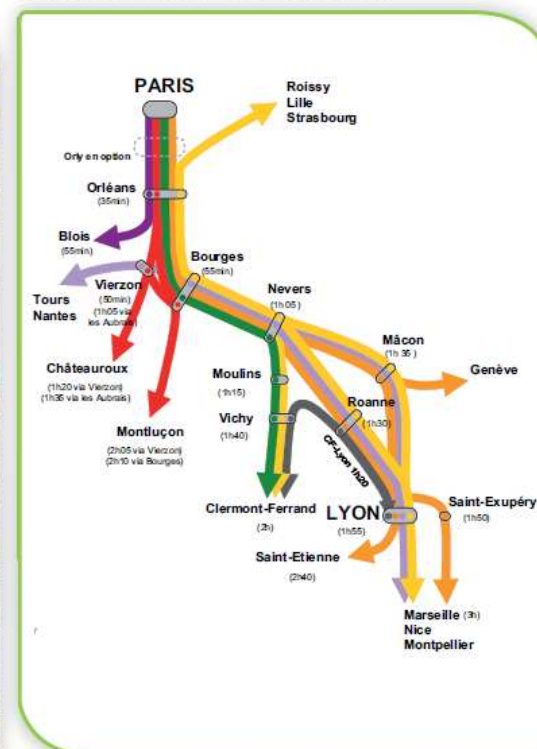 PARIS
Roissy
Lille
Strasbourg
Orly en option
Orléans
(35min)
Blois
(55min)
Bourges
(55min)
Vierzon
(50min)
(1h05 via
les Aubrais)
Tours
Nantes
Nevers
(1h05)
Mâcon
(1h 35)
Genève
Châteauroux
(1h20 via Vierzon)
(1h35 via les Aubrais)
Moulins
(1h15)
Roanne
(1h30)
Vichy
(1h40)
Montluçon
(2h05 via Vierzon)
(2h10 via Bourges)
CF-Lyon 1h20
Clermont-Ferrand
(2h)
LYON
(1h55)
Saint-Exupéry
(1h50)
Saint-Etienne
(2h40)
Marseille (3h)
Nice
Montpellier